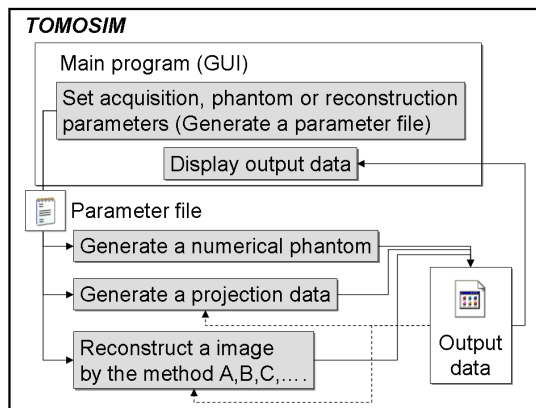 TOMOSIM
Main program (GUI)
Set acquisition, phantom or reconstruction
parameters (Generate a parameter file)
Display output data
Parameter file
Generate a numerical phantom
Generate a projection data
Reconstruct a image
by the method A,B,C,... .
Output
data